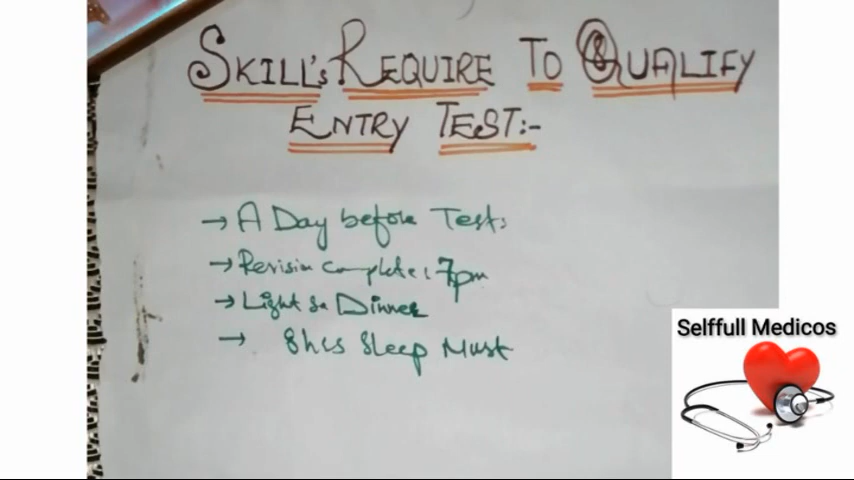 SKILL'S REQUIRE TO QUALIFY
ENTRY TEST:-
→ A Day before Test:
→ Revision complete: 7pm
→ Light sa Dinner
→ 8hrs Sleep Must
Selffull Medicos